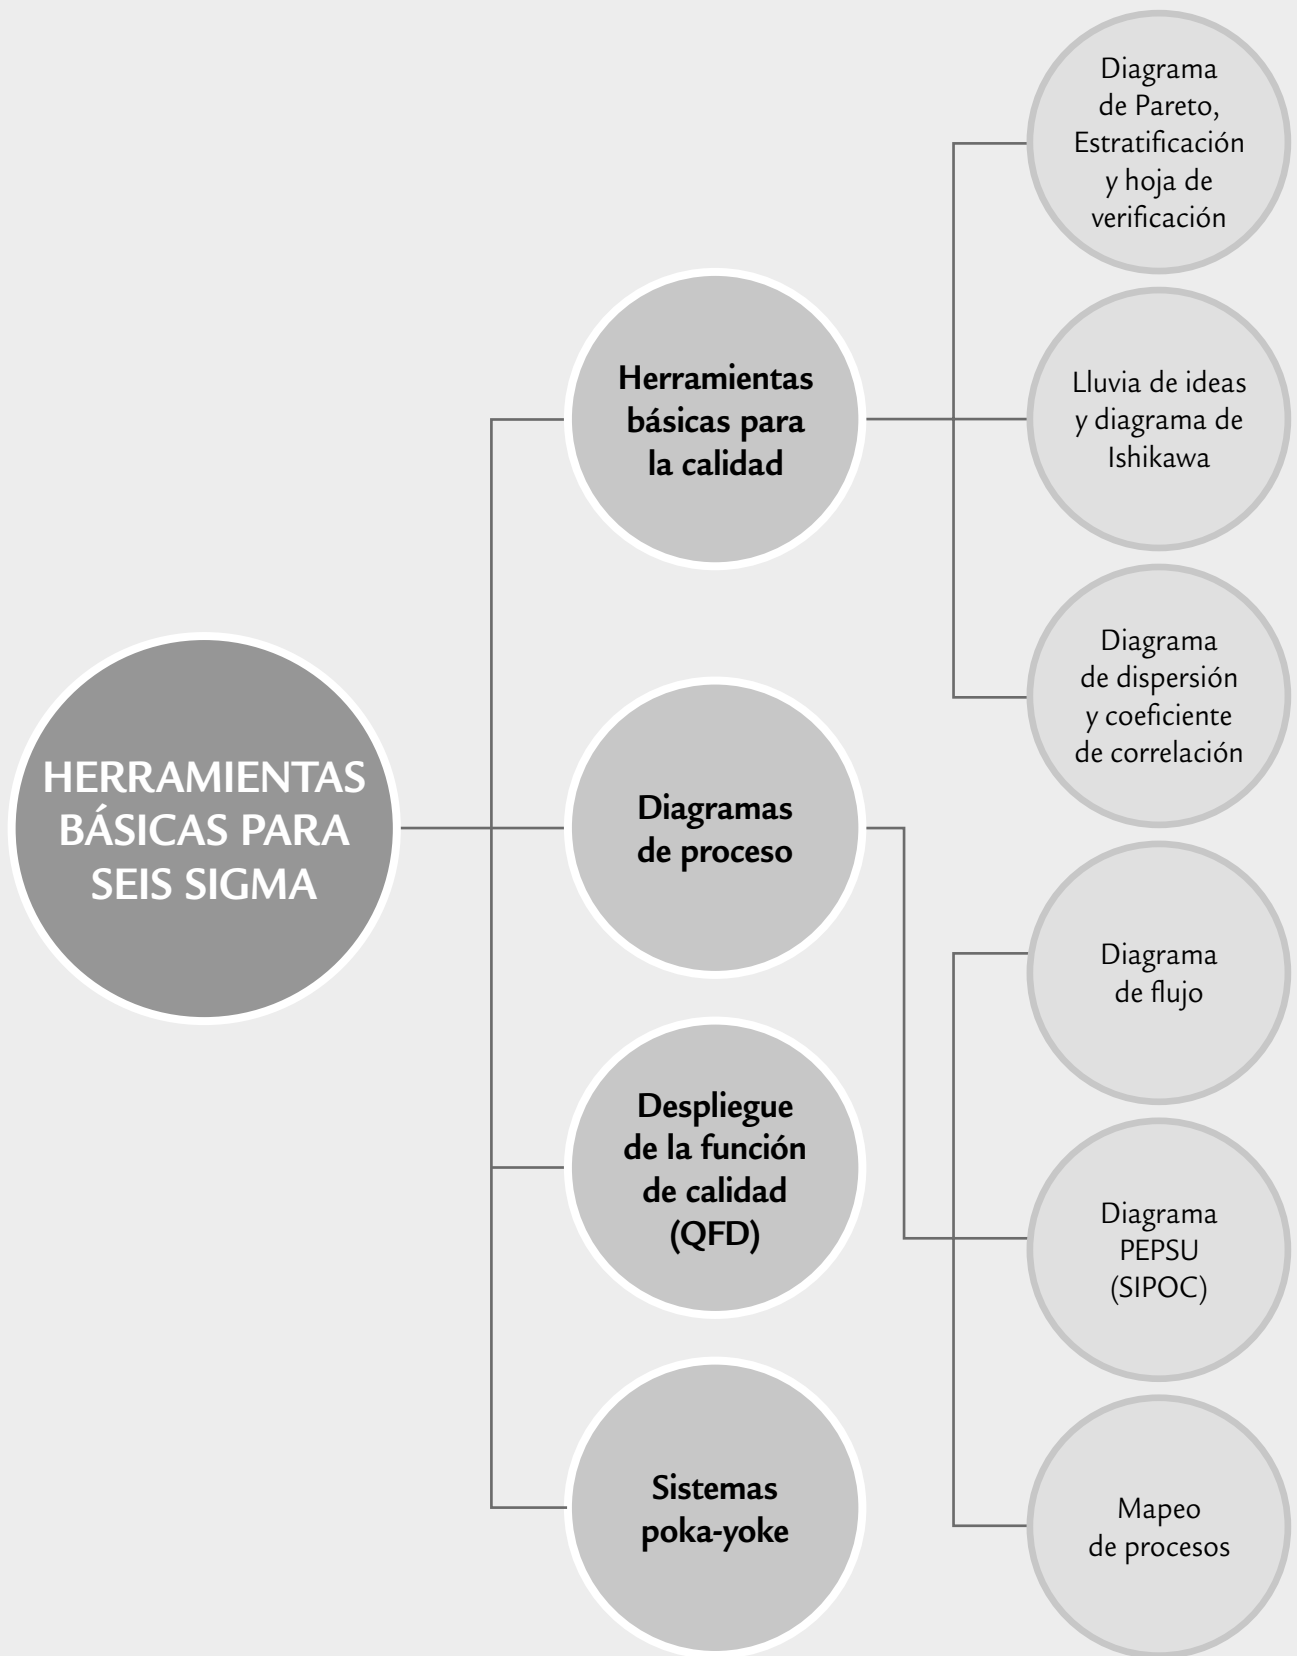 HERRAMIENTAS
BÁSICAS PARA
SEIS SIGMA
Herramientas
básicas para
la calidad
Diagrama
de Pareto,
Estratificación
y hoja de
verificación
Lluvia de ideas
y diagrama de
Ishikawa
Diagrama
de dispersión
y coeficiente
de correlación
Diagramas
de proceso
Diagrama
de flujo
Diagrama
PEPSU
(SIPOC)
Mapeo
de procesos
Despliegue
de la función
de calidad
(QFD)
Sistemas
poka-yoke